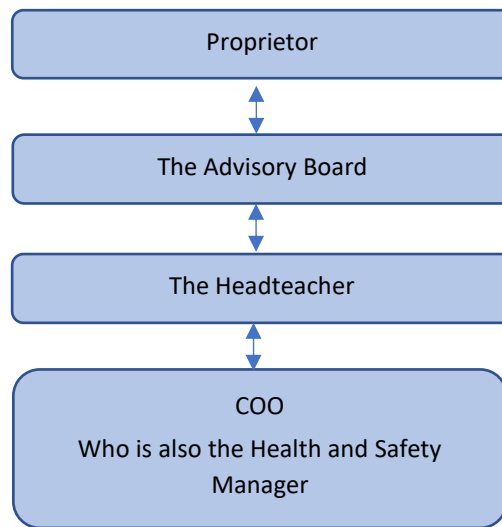 Proprietor
The Advisory Board
The Headteacher
COO
Who is also the Health and Safety
Manager